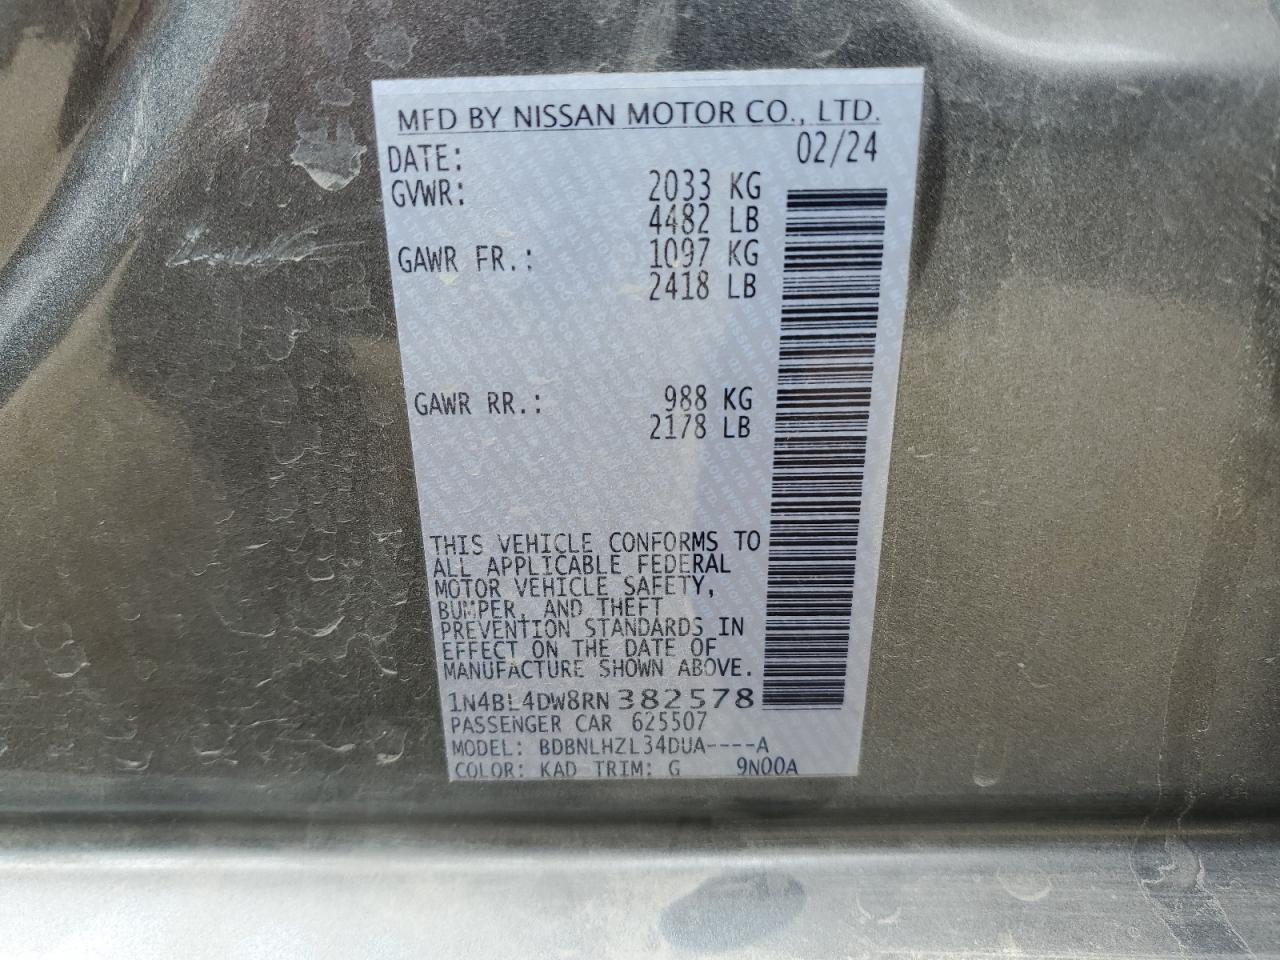 MFD BY NISSAN MOTOR CO., LTD.
DATE: 02/24
GVWR: 2033 KG
4482 LB
GAWR FR.: 1097 KG
2418 LB
GAWR RR.: 988 KG
2178 LB
THIS VEHICLE CONFORMS TO
ALL APPLICABLE FEDERAL
MOTOR VEHICLE SAFETY,
BUMPER, AND THEFT
PREVENTION STANDARDS IN
EFFECT ON THE DATE OF
MANUFACTURE SHOWN ABOVE.
1N4BL4DW8RN382578
PASSENGER CAR 625507
MODEL: BDBNLHZL34DUA----A
COLOR: KAD TRIM: G 9N00A